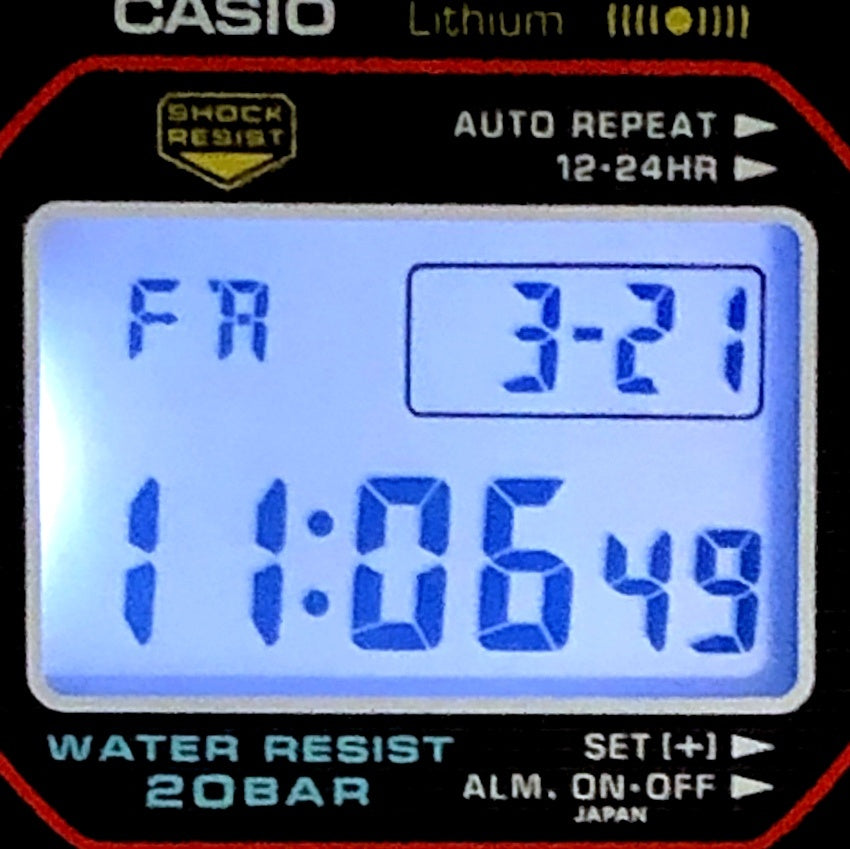 CASIO Lithium
SHOCK
RESIST
AUTO REPEAT ►
12·24HR ►
FR 3-21
11:06 49
WATER RESIST
20BAR
SET [+] ►
ALM. ON·OFF ►
JAPAN